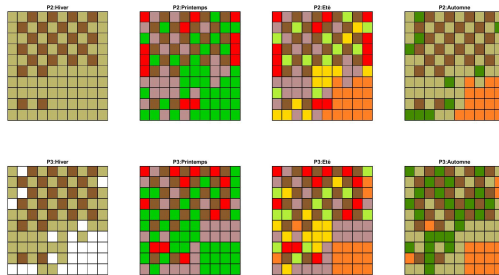 P2:Hiver
P2:Printemps
P2:Eté
P2:Automne
P3:Hiver
P3:Printemps
P3:Eté
P3:Automne